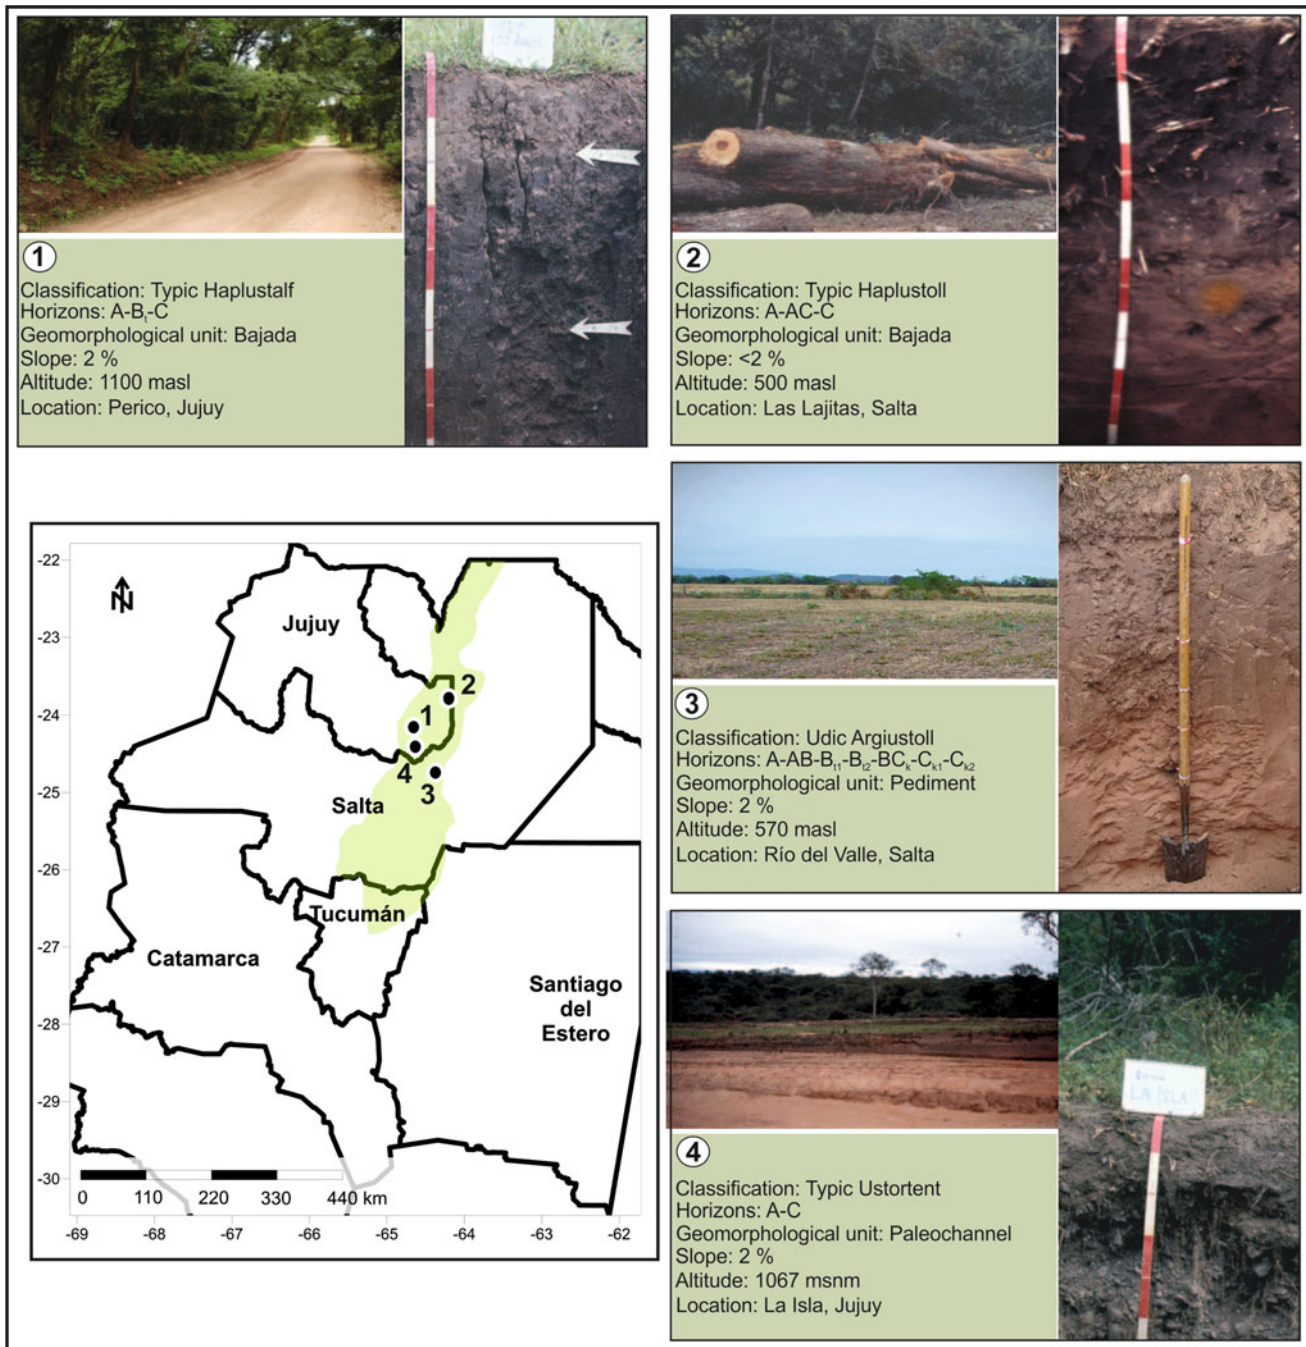 1
Classification: Typic Haplustalf
Horizons: A-Bt-C
Geomorphological unit: Bajada
Slope: 2 %
Altitude: 1100 masl
Location: Perico, Jujuy
2
Classification: Typic Haplustoll
Horizons: A-AC-C
Geomorphological unit: Bajada
Slope: <2 %
Altitude: 500 masl
Location: Las Lajitas, Salta
3
Classification: Udic Argiustoll
Horizons: A-AB-Bt1-Bt2-BCk-Ck1-Ck2
Geomorphological unit: Pediment
Slope: 2 %
Altitude: 570 masl
Location: Río del Valle, Salta
4
Classification: Typic Ustortent
Horizons: A-C
Geomorphological unit: Paleochannel
Slope: 2 %
Altitude: 1067 msnm
Location: La Isla, Jujuy
LA ISLA
-22
-23
-24
-25
-26
-27
-28
-29
-30
N
Jujuy
2
1
4
3
Salta
Tucumán
Catamarca
Santiago
del
Estero
0 110 220 330 440 km
-69 -68 -67 -66 -65 -64 -63 -62